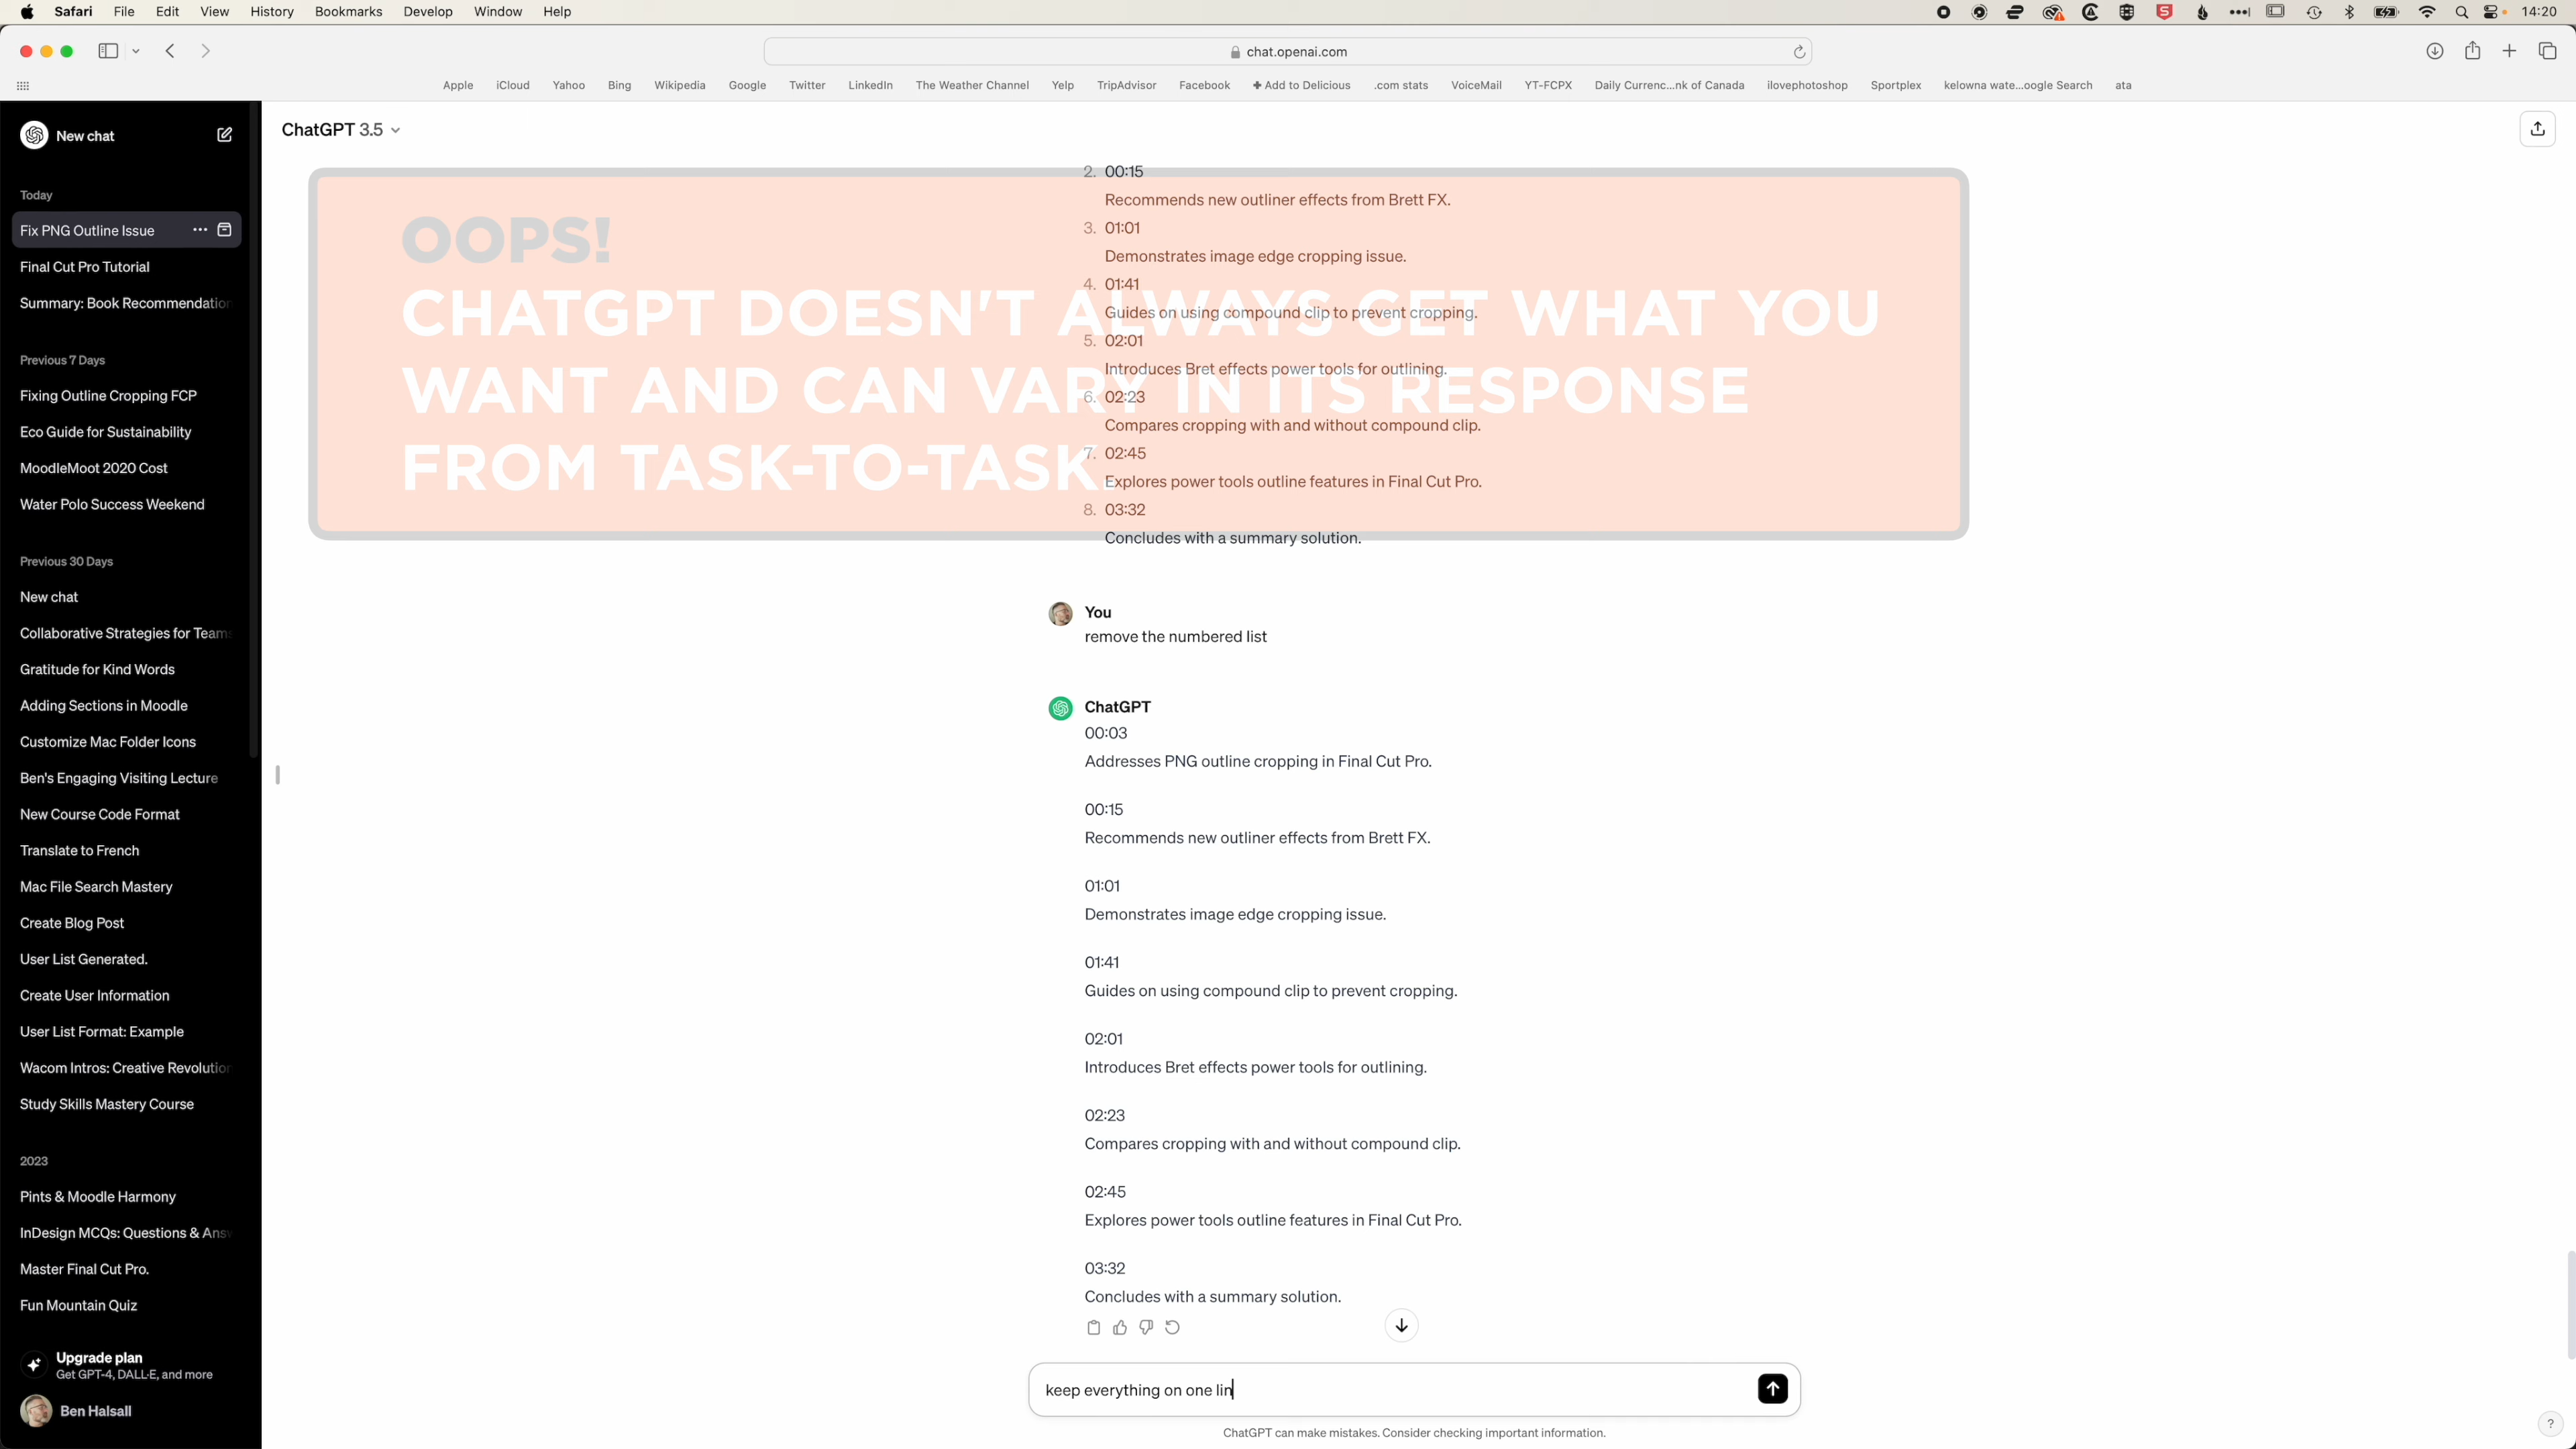 Safari File Edit View History Bookmarks Develop Window Help
14:20
chat.openai.com
Apple iCloud Yahoo Bing Wikipedia Google Twitter LinkedIn The Weather Channel Yelp TripAdvisor Facebook ✚ Add to Delicious .com stats VoiceMail YT-FCPX Daily Currenc...nk of Canada ilovephotoshop Sportplex kelowna wate...oogle Search ata
New chat
Today
Fix PNG Outline Issue
Final Cut Pro Tutorial
Summary: Book Recommendation
Previous 7 Days
Fixing Outline Cropping FCP
Eco Guide for Sustainability
MoodleMoot 2020 Cost
Water Polo Success Weekend
Previous 30 Days
New chat
Collaborative Strategies for Teams
Gratitude for Kind Words
Adding Sections in Moodle
Customize Mac Folder Icons
Ben's Engaging Visiting Lecture
New Course Code Format
Translate to French
Mac File Search Mastery
Create Blog Post
User List Generated.
Create User Information
User List Format: Example
Wacom Intros: Creative Revolution
Study Skills Mastery Course
2023
Pints & Moodle Harmony
InDesign MCQs: Questions & Answ
Master Final Cut Pro.
Fun Mountain Quiz
Upgrade plan
Get GPT-4, DALL·E, and more
Ben Halsall
ChatGPT 3.5
OOPS!
CHATGPT DOESN'T ALWAYS GET WHAT YOU
WANT AND CAN VARY IN ITS RESPONSE
FROM TASK-TO-TASK.
2. 00:15
Recommends new outliner effects from Brett FX.
3. 01:01
Demonstrates image edge cropping issue.
4. 01:41
Guides on using compound clip to prevent cropping.
5. 02:01
Introduces Bret effects power tools for outlining.
6. 02:23
Compares cropping with and without compound clip.
7. 02:45
Explores power tools outline features in Final Cut Pro.
8. 03:32
Concludes with a summary solution.
You
remove the numbered list
ChatGPT
00:03
Addresses PNG outline cropping in Final Cut Pro.
00:15
Recommends new outliner effects from Brett FX.
01:01
Demonstrates image edge cropping issue.
01:41
Guides on using compound clip to prevent cropping.
02:01
Introduces Bret effects power tools for outlining.
02:23
Compares cropping with and without compound clip.
02:45
Explores power tools outline features in Final Cut Pro.
03:32
Concludes with a summary solution.
keep everything on one lin
ChatGPT can make mistakes. Consider checking important information.
?